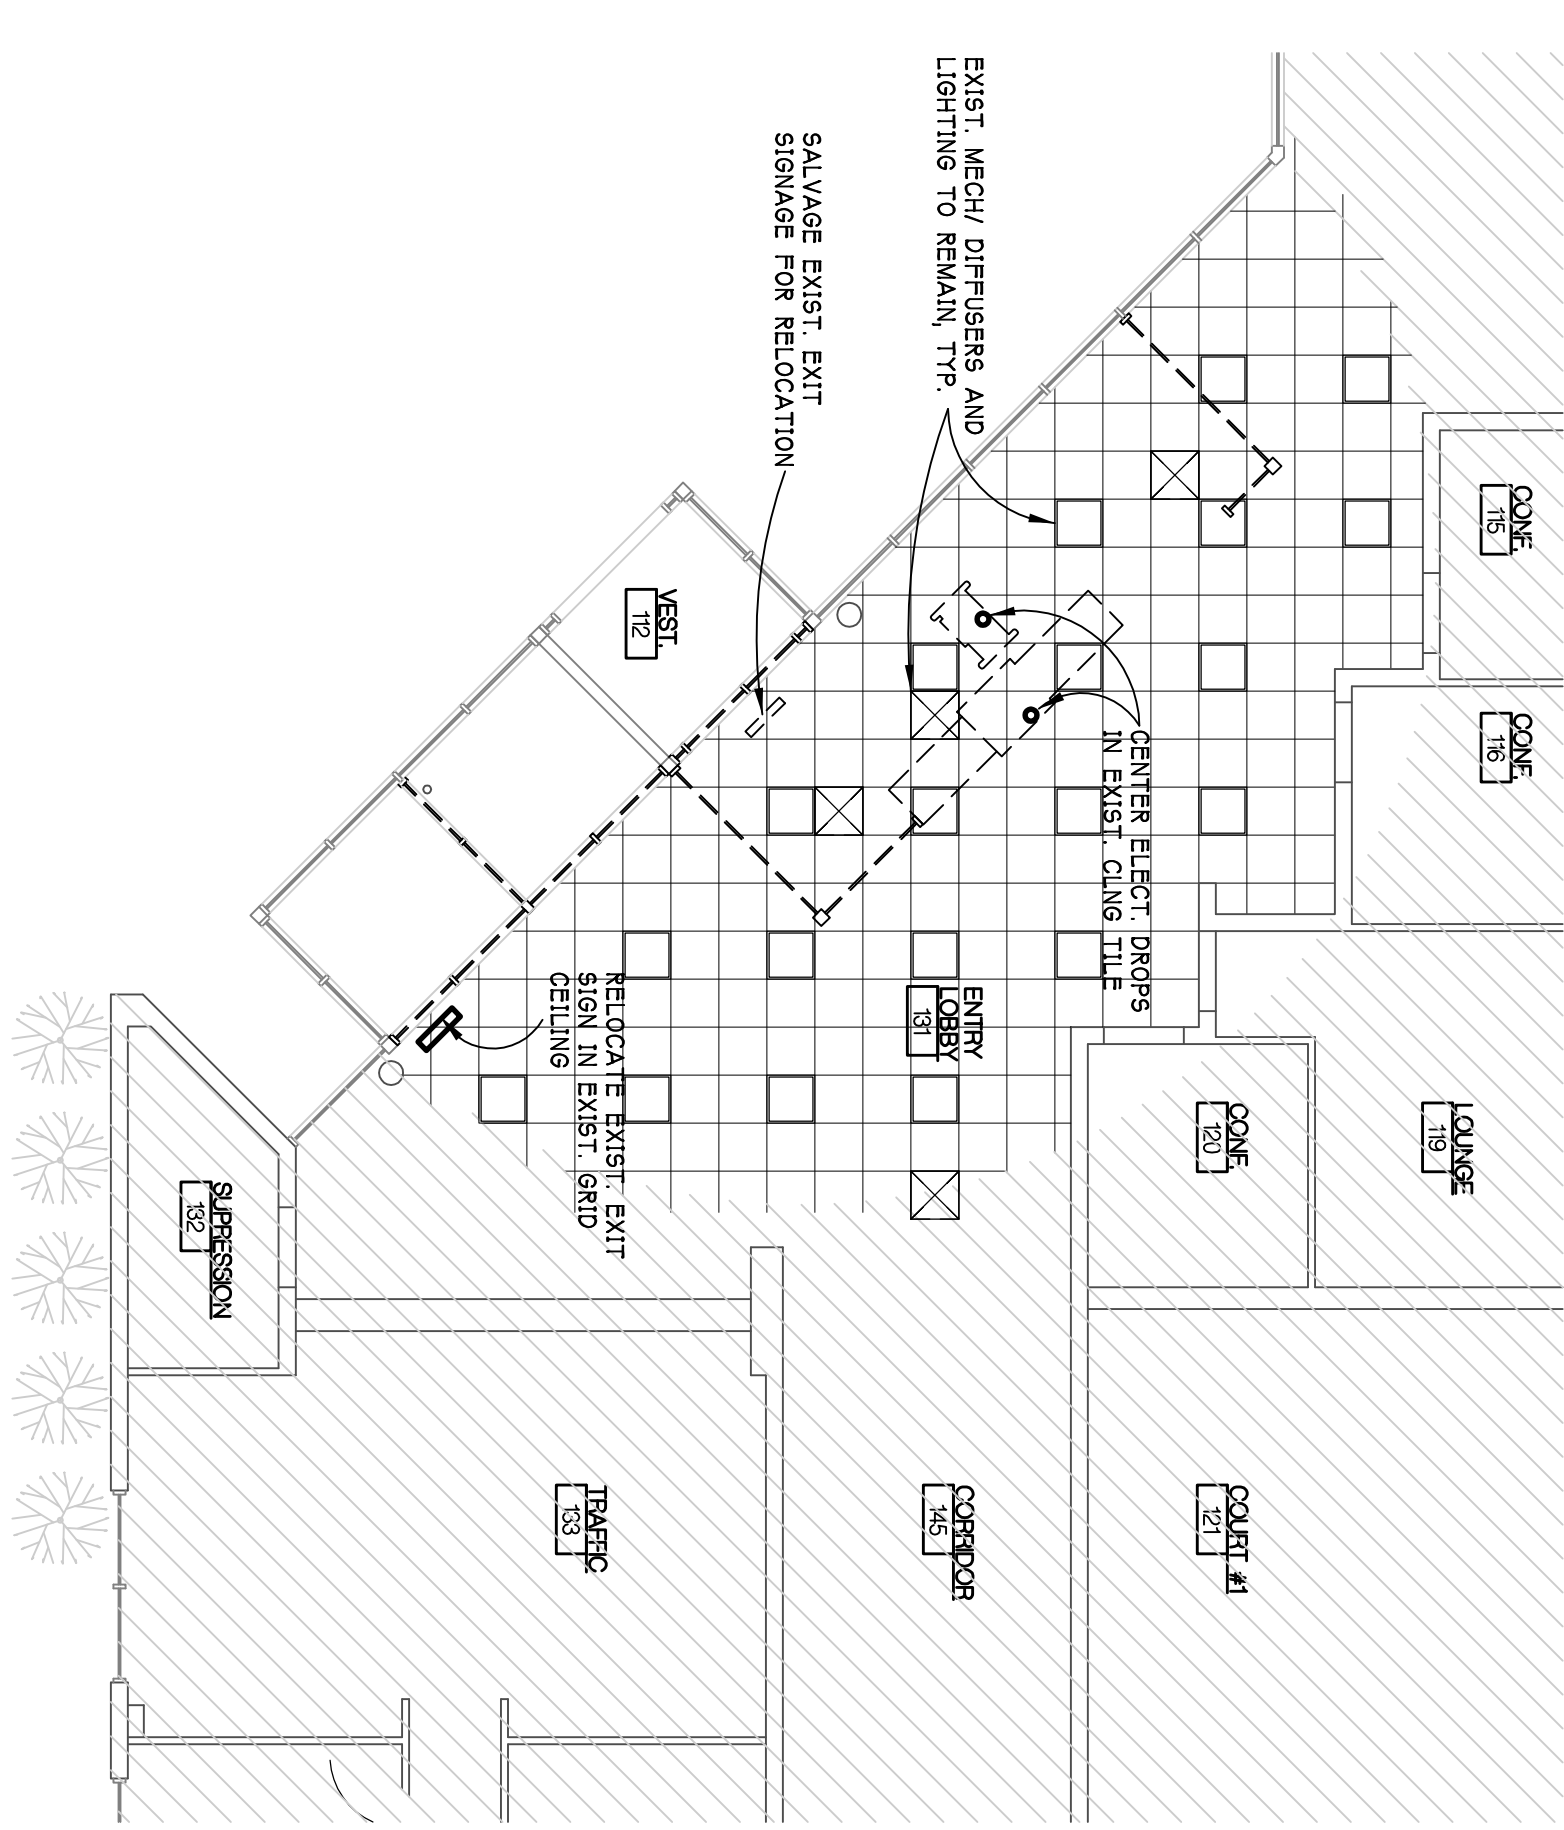 EXIST. MECH/ DIFFUSERS AND
LIGHTING TO REMAIN, TYP.
SALVAGE EXIST. EXIT
SIGNAGE FOR RELOCATION
CONF.
115
CONF.
116
VEST.
112
CENTER ELECT. DROPS
IN EXIST. CLNG TILE
ENTRY
LOBBY
131
RELOCATE EXIST. EXIT
SIGN IN EXIST. GRID
CEILING
LOUNGE
119
CONF.
120
SUPRESSION
132
COURT #1
121
CORRIDOR
145
TRAFFIC
133